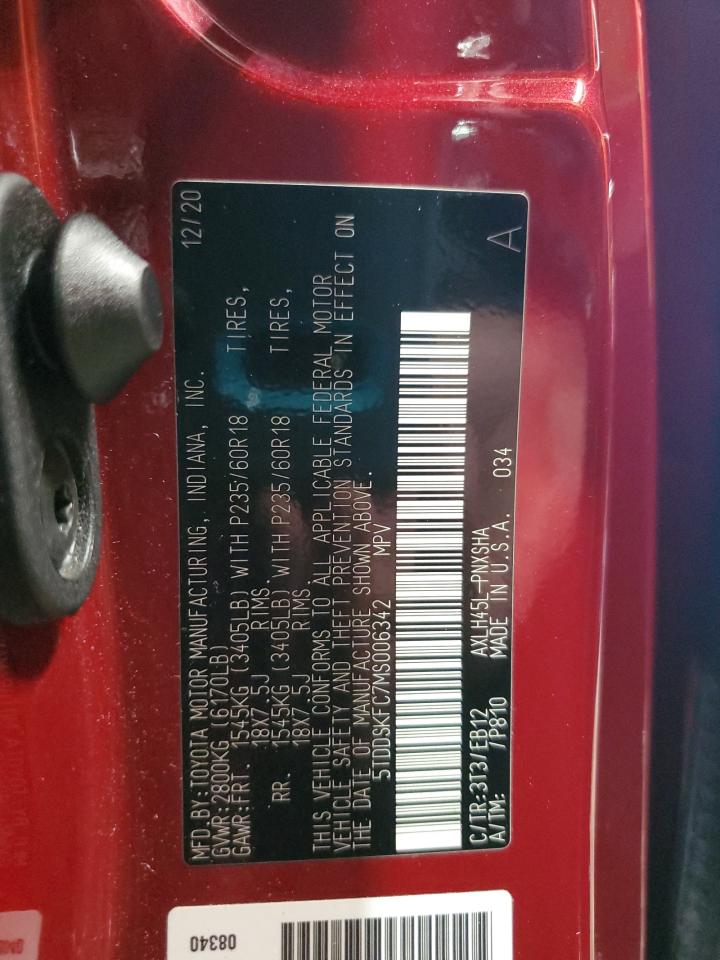 MFD.BY:TOYOTA MOTOR MANUFACTURING, INDIANA, INC. 12/20
GVWR:2800KG (6170LB)
GAWR:FRT. 1545KG (3405LB) WITH P235/60R18 TIRES,
18X7.5J RIMS
RR. 1545KG (3405LB) WITH P235/60R18 TIRES,
18X7.5J RIMS
THIS VEHICLE CONFORMS TO ALL APPLICABLE FEDERAL MOTOR
VEHICLE SAFETY AND THEFT PREVENTION STANDARDS IN EFFECT ON
THE DATE OF MANUFACTURE SHOWN ABOVE.
5TDDSKFC7MS006342 MPV
C/TR:3T3/EB12 AXLH45L-PNXSHA
A/TM: /P810 MADE IN U.S.A. 034 A
08340